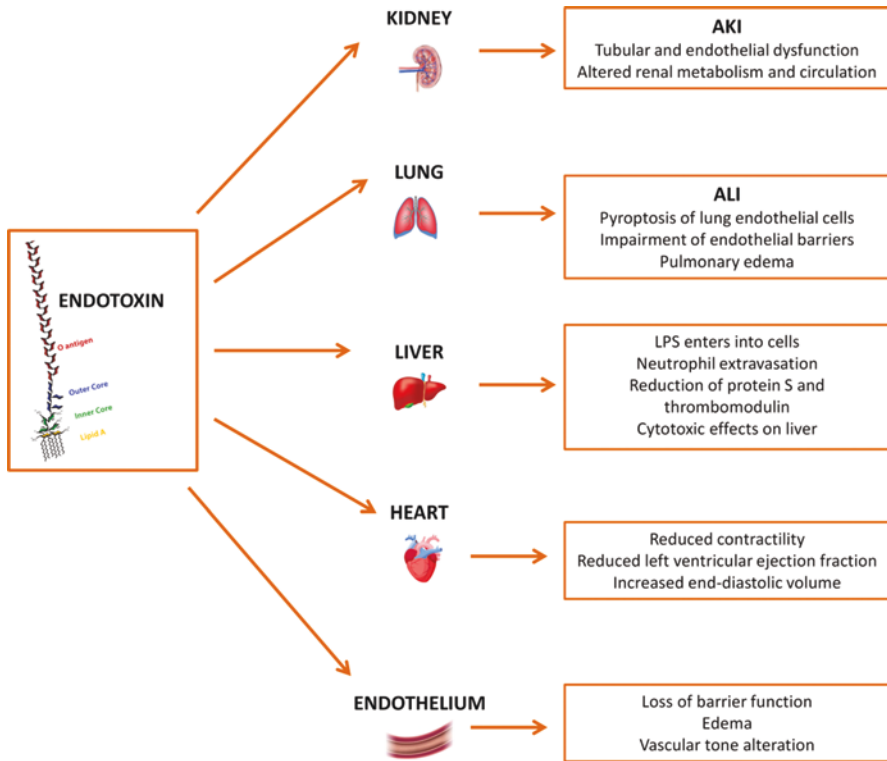 KIDNEY
AKI
Tubular and endothelial dysfunction
Altered renal metabolism and circulation
LUNG
ALI
Pyroptosis of lung endothelial cells
Impairment of endothelial barriers
Pulmonary edema
ENDOTOXIN
O antigen
Outer Core
Inner Core
Lipid A
LIVER
LPS enters into cells
Neutrophil extravasation
Reduction of protein S and
thrombomodulin
Cytotoxic effects on liver
HEART
Reduced contractility
Reduced left ventricular ejection fraction
Increased end-diastolic volume
ENDOTHELIUM
Loss of barrier function
Edema
Vascular tone alteration